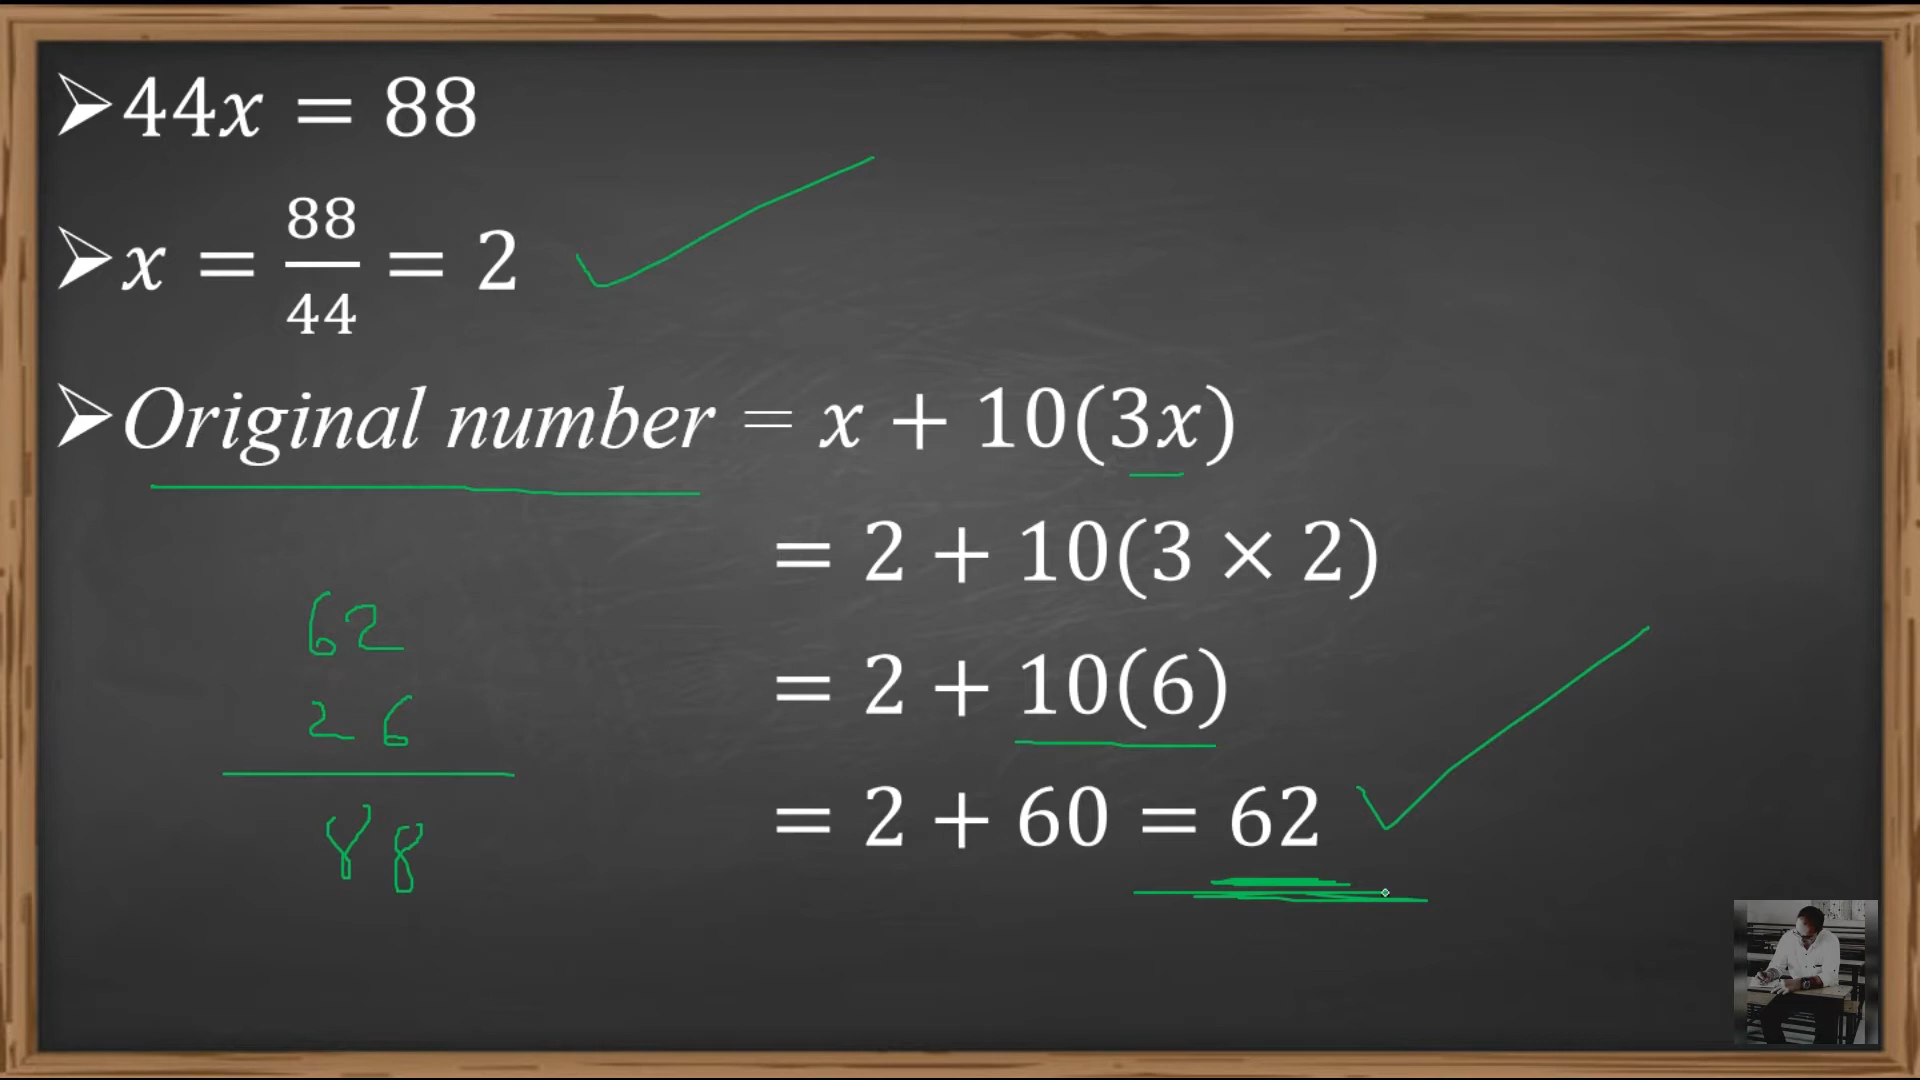 ➢44x = 88
➢x = 88/44 = 2
➢Original number = x + 10(3x)
= 2 + 10(3 × 2)
= 2 + 10(6)
= 2 + 60 = 62
62
26
88